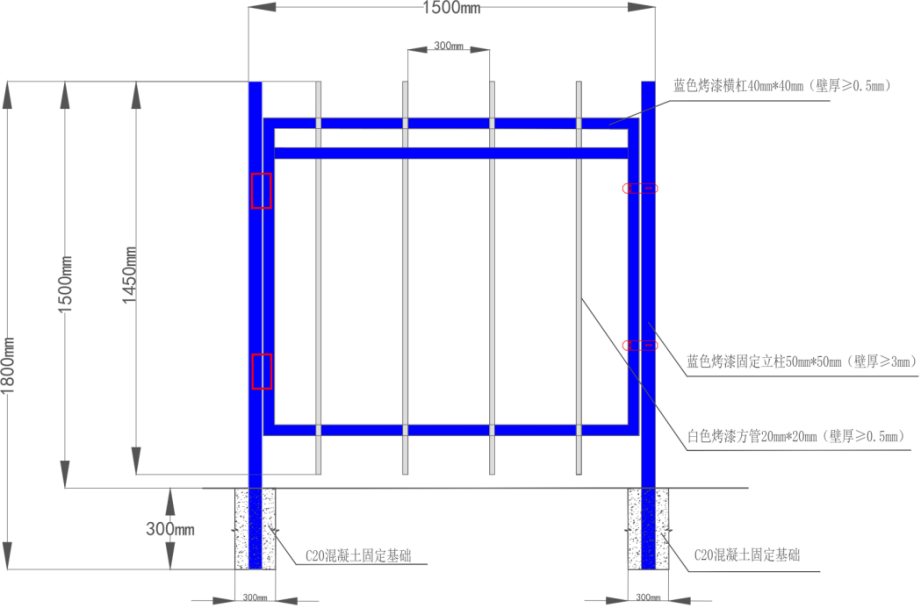 1500mm
300mm
蓝色烤漆横杠40mm*40mm（壁厚≥0.5mm）
1800mm
1500mm
1450mm
蓝色烤漆固定立柱50mm*50mm（壁厚≥3mm）
白色烤漆方管20mm*20mm（壁厚≥0.5mm）
300mm
C20混凝土固定基础
C20混凝土固定基础
300mm
300mm